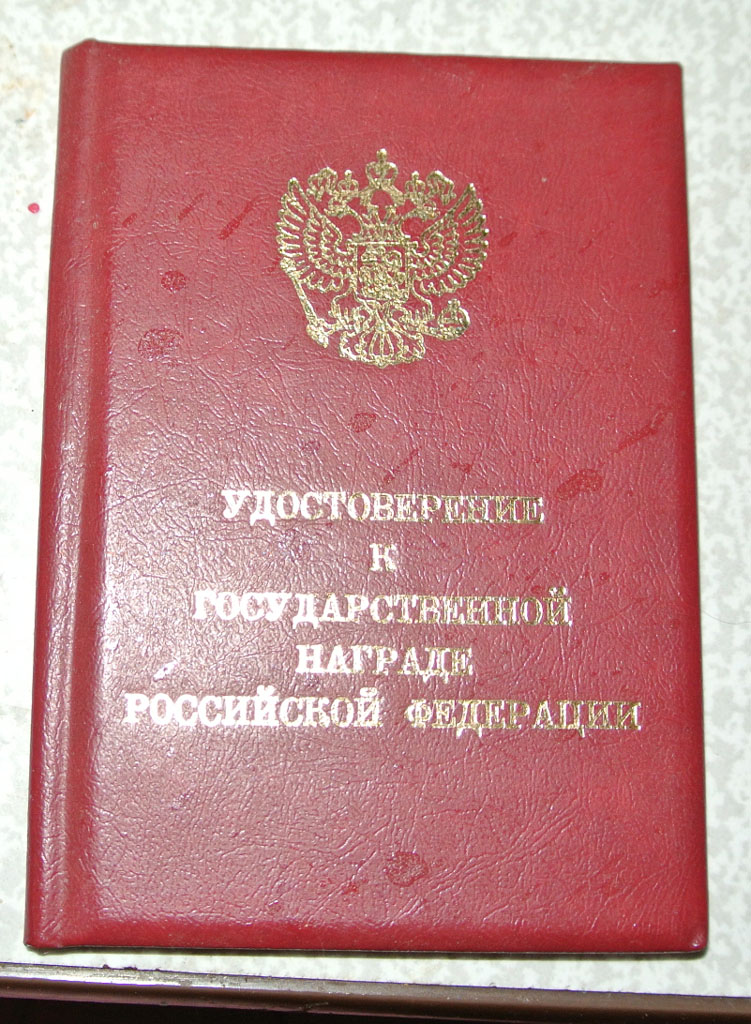 УДОСТОВЕРЕНИЕ
К
ГОСУДАРСТВЕННОЙ
НАГРАДЕ
РОССИЙСКОЙ ФЕДЕРАЦИИ